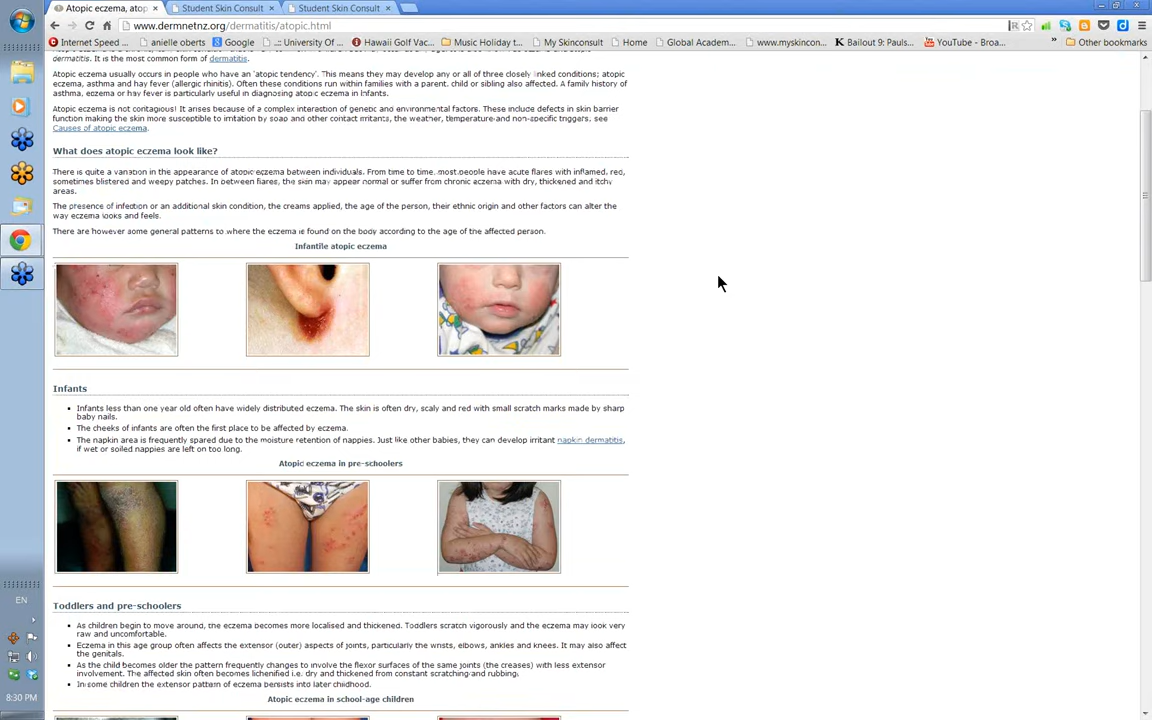 Atopic eczema, atop
Student Skin Consult
Student Skin Consult
www.dermnetnz.org/dermatitis/atopic.html
Internet Speed ...
anielle oberts
Google
..:: University Of ...
Hawaii Golf Vac...
Music Holiday t...
My Skinconsult
Home
Global Academ...
www.myskincon...
Bailout 9: Pauls...
YouTube - Broa...
Other bookmarks
dermatitis. It is the most common form of dermatitis.
Atopic eczema usually occurs in people who have an 'atopic tendency'. This means they may develop any or all of three closely linked conditions; atopic
eczema, asthma and hay fever (allergic rhinitis). Often these conditions run within families with a parent, child or sibling also affected. A family history of
asthma, eczema or hay fever is particularly useful in diagnosing atopic eczema in infants.
Atopic eczema is not contagious! It arises because of a complex interaction of genetic and environmental factors. These include defects in skin barrier
function making the skin more susceptible to irritation by soap and other contact irritants, the weather, temperature and non-specific triggers, see
Causes of atopic eczema.
What does atopic eczema look like?
There is quite a variation in the appearance of atopic eczema between individuals. From time to time, most people have acute flares with inflamed, red,
sometimes blistered and weepy patches. In between flares, the skin may appear normal or suffer from chronic eczema with dry, thickened and itchy
areas.
The presence of infection or an additional skin condition, the creams applied, the age of the person, their ethnic origin and other factors can alter the
way eczema looks and feels.
There are however some general patterns to where the eczema is found on the body according to the age of the affected person.
Infantile atopic eczema
Infants
Infants less than one year old often have widely distributed eczema. The skin is often dry, scaly and red with small scratch marks made by sharp
baby nails.
The cheeks of infants are often the first place to be affected by eczema.
The napkin area is frequently spared due to the moisture retention of nappies. Just like other babies, they can develop irritant napkin dermatitis,
if wet or soiled nappies are left on too long.
Atopic eczema in pre-schoolers
Toddlers and pre-schoolers
As children begin to move around, the eczema becomes more localised and thickened. Toddlers scratch vigorously and the eczema may look very
raw and uncomfortable.
Eczema in this age group often affects the extensor (outer) aspects of joints, particularly the wrists, elbows, ankles and knees. It may also affect
the genitals.
As the child becomes older the pattern frequently changes to involve the flexor surfaces of the same joints (the creases) with less extensor
involvement. The affected skin often becomes lichenified i.e. dry and thickened from constant scratching and rubbing.
In some children the extensor pattern of eczema persists into later childhood.
Atopic eczema in school-age children
EN
8:30 PM